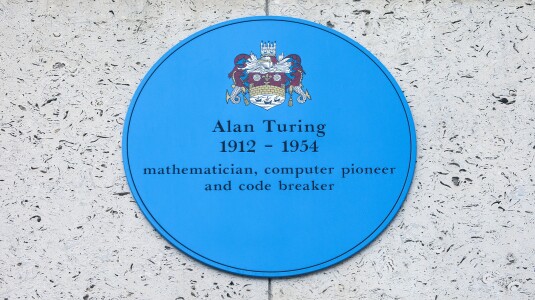 Alan Turing
1912 - 1954
mathematician, computer pioneer
and code breaker